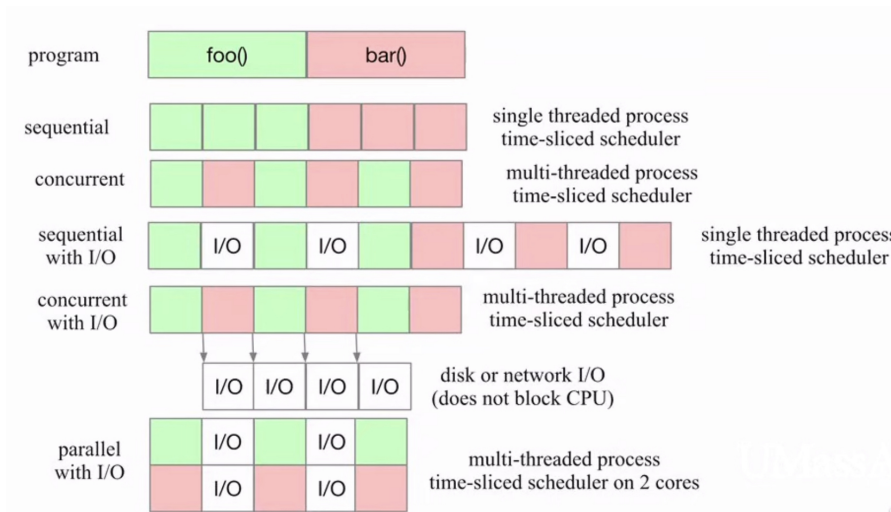 program
foo()
bar()
sequential
single threaded process
time-sliced scheduler
concurrent
multi-threaded process
time-sliced scheduler
sequential
with I/O
I/O
I/O
I/O
I/O
single threaded process
time-sliced scheduler
concurrent
with I/O
multi-threaded process
time-sliced scheduler
I/O
I/O
I/O
I/O
disk or network I/O
(does not block CPU)
parallel
with I/O
I/O
I/O
I/O
I/O
multi-threaded process
time-sliced scheduler on 2 cores